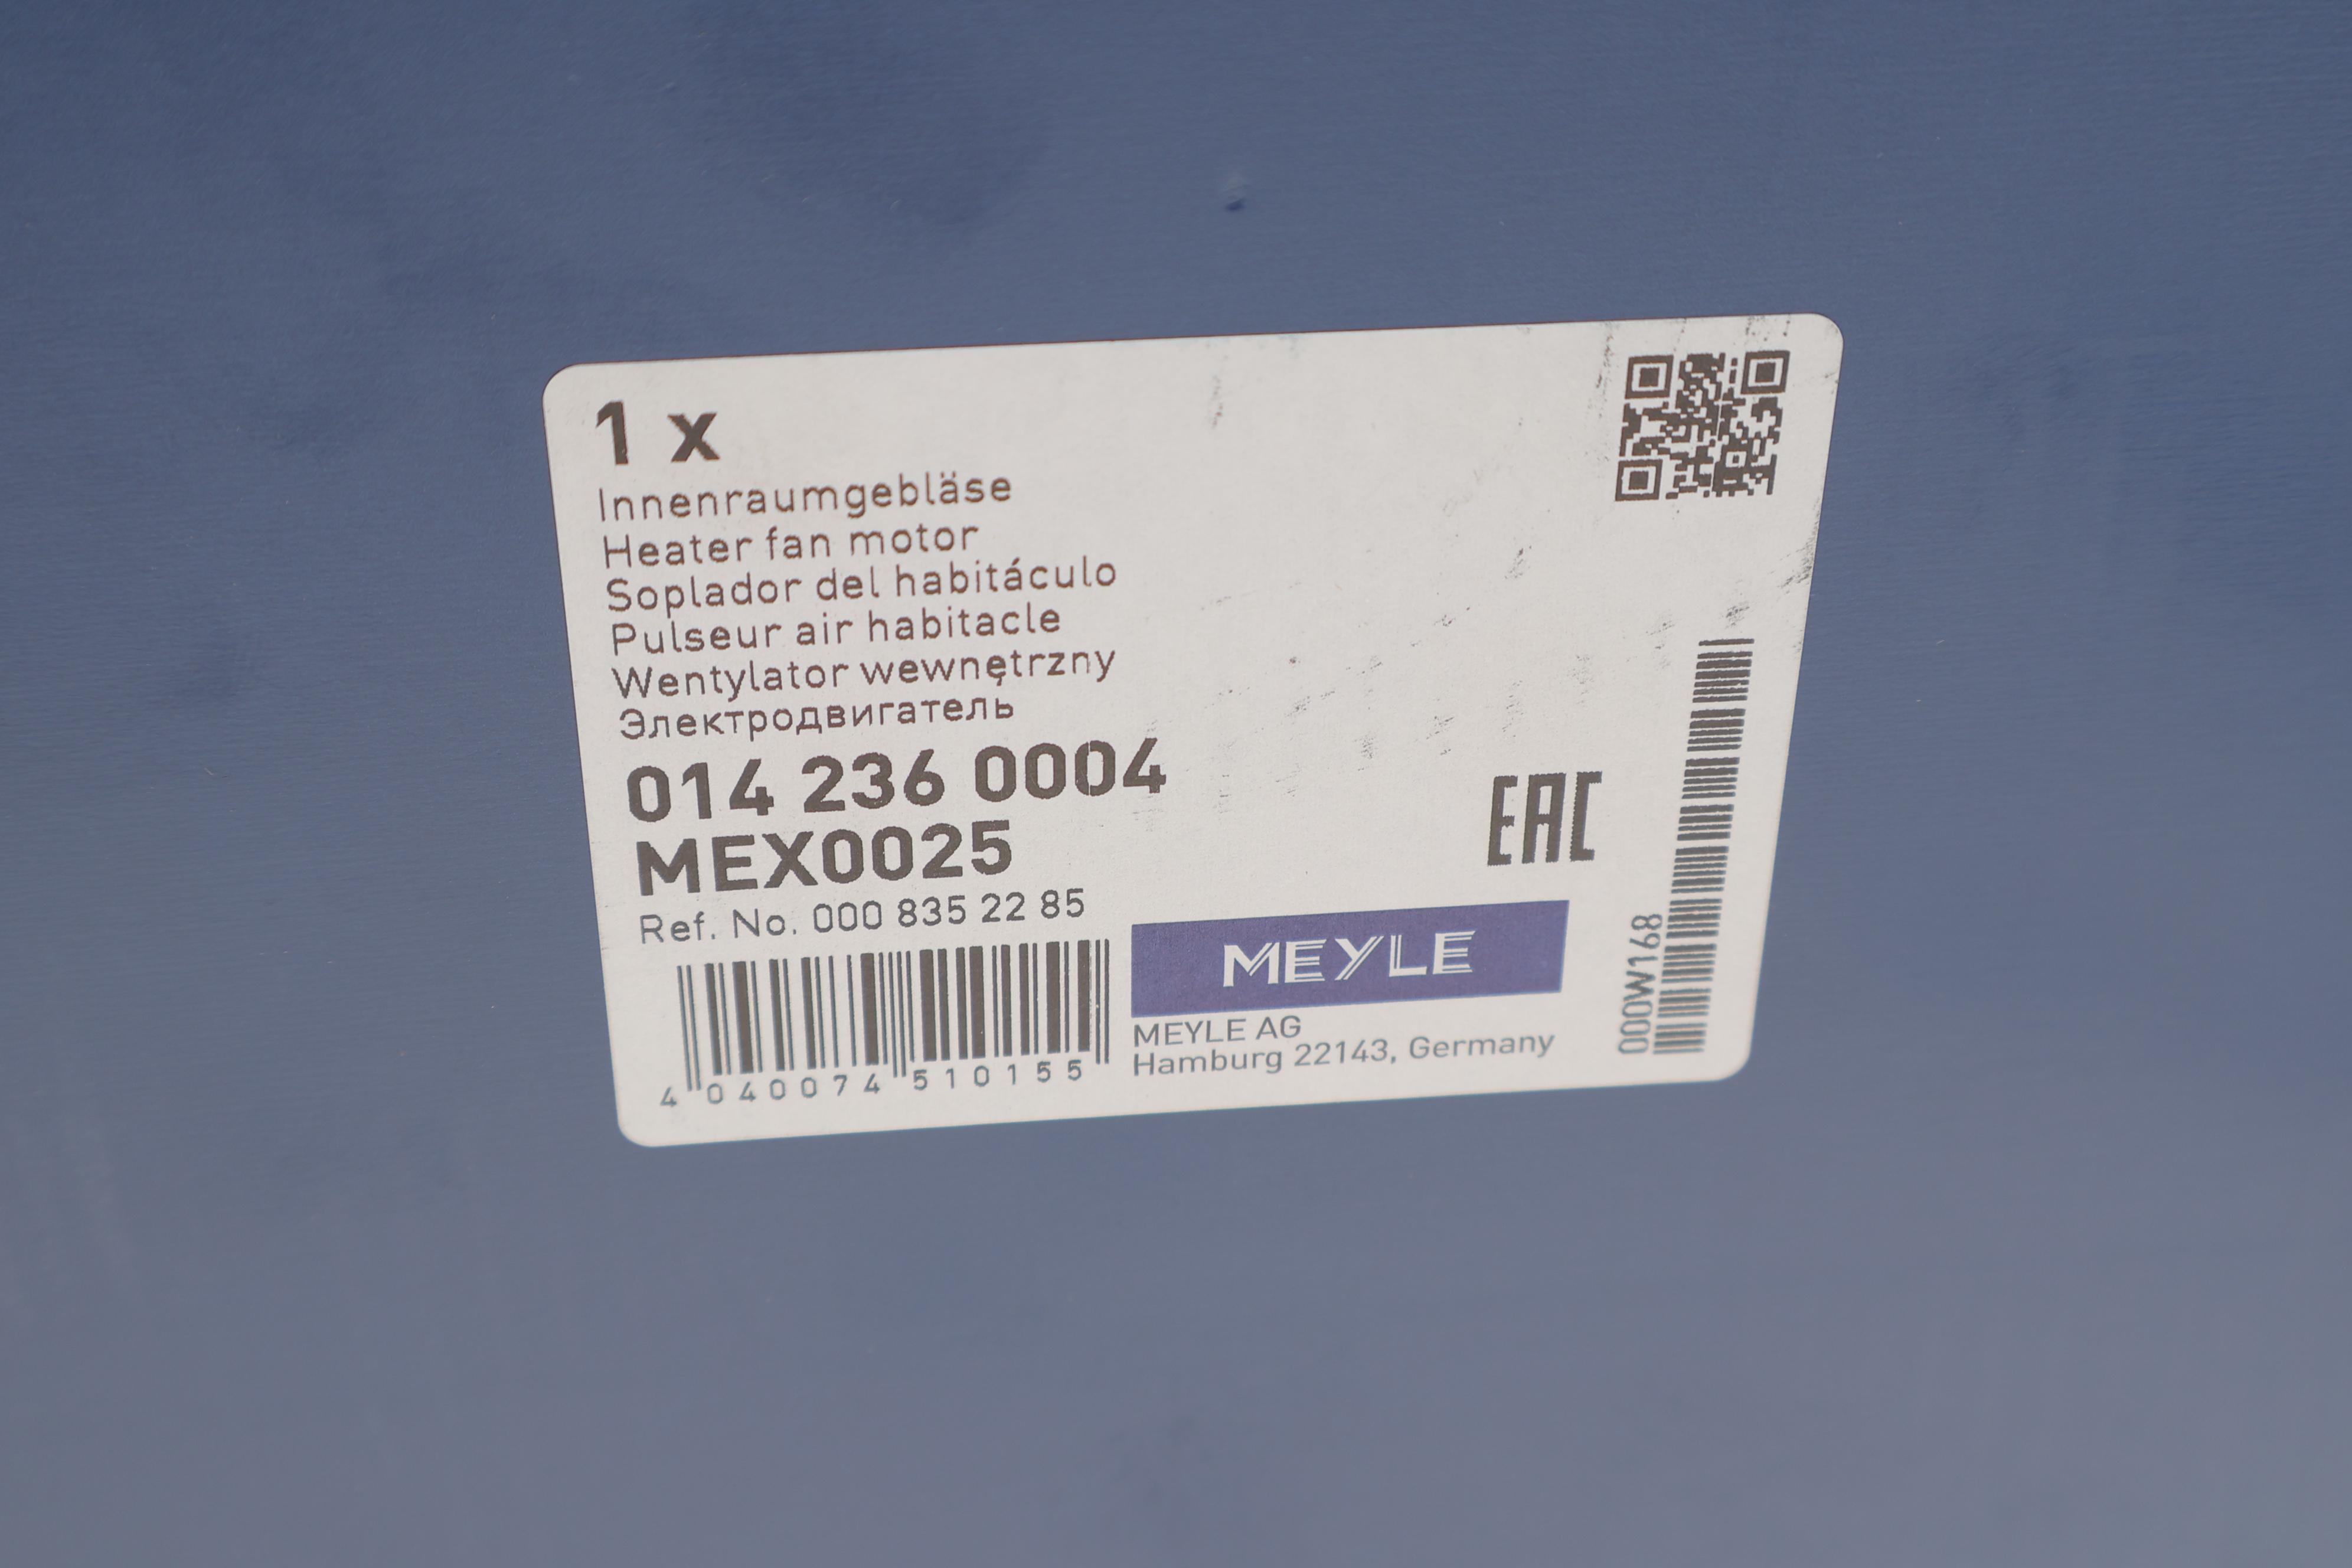 1 x
Innenraumgebläse
Heater fan motor
Soplador del habitáculo
Pulseur air habitacle
Wentylator wewnętrzny
Электродвигатель
014 236 0004
MEX0025
Ref. No. 000 835 22 85
4 040074 510155
EAC
MEYLE
MEYLE AG
Hamburg 22143, Germany
000W168